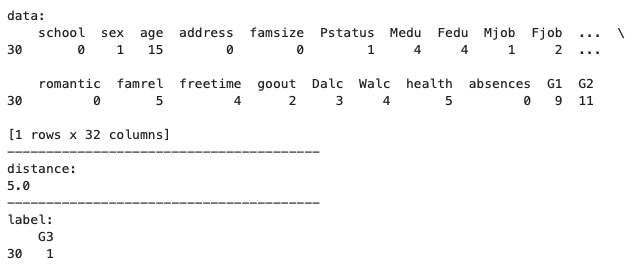 data:
    school  sex  age  address  famsize  Pstatus  Medu  Fedu  Mjob  Fjob  ...  \
30       0    1   15        0        0        1     4     4     1     2  ...

    romantic  famrel  freetime  goout  Dalc  Walc  health  absences  G1  G2
30         0       5         4      2     3     4       5         0   9  11

[1 rows x 32 columns]
----------------------------------------
distance:
5.0
----------------------------------------
label:
    G3
30   1